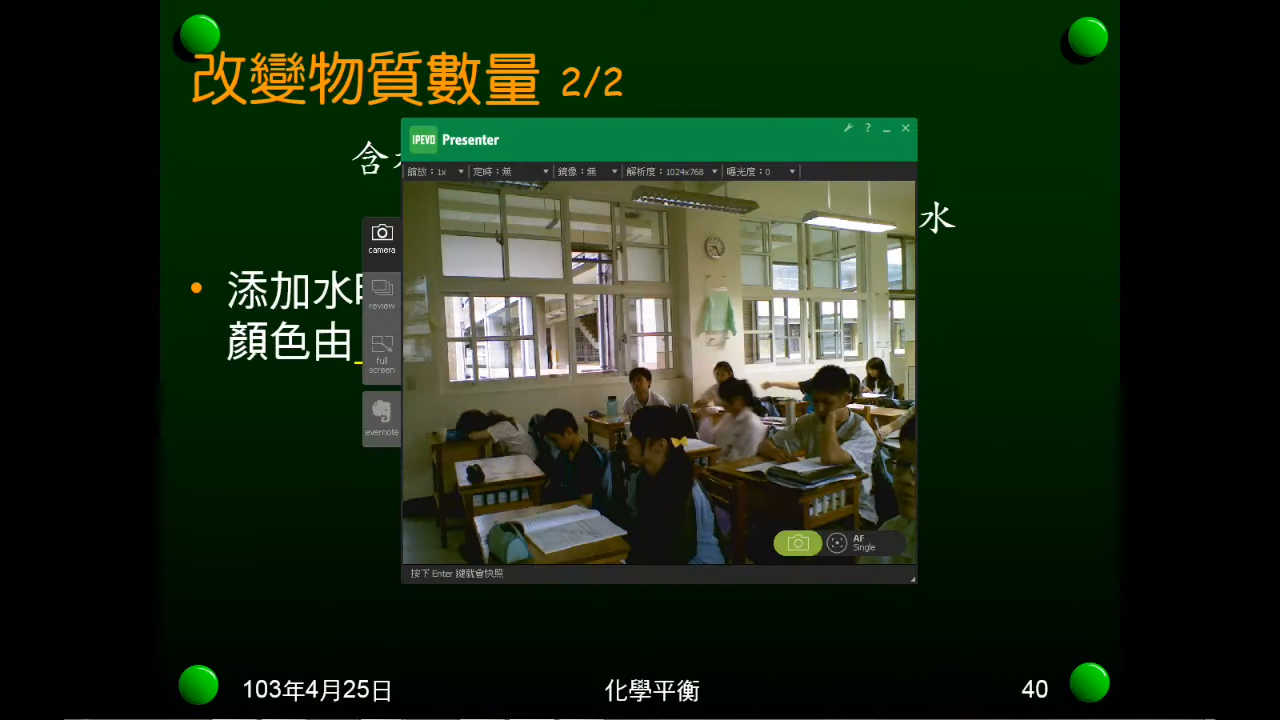 改變物質數量 2/2
含
水
添加水
顏色由
IPEVO Presenter
縮放：1x 定時：無 鏡像：無 解析度：1024x768 曝光度：0
camera
review
full
screen
evernote
AF
Single
按下 Enter 鍵就會快照
103年4月25日 化學平衡 40